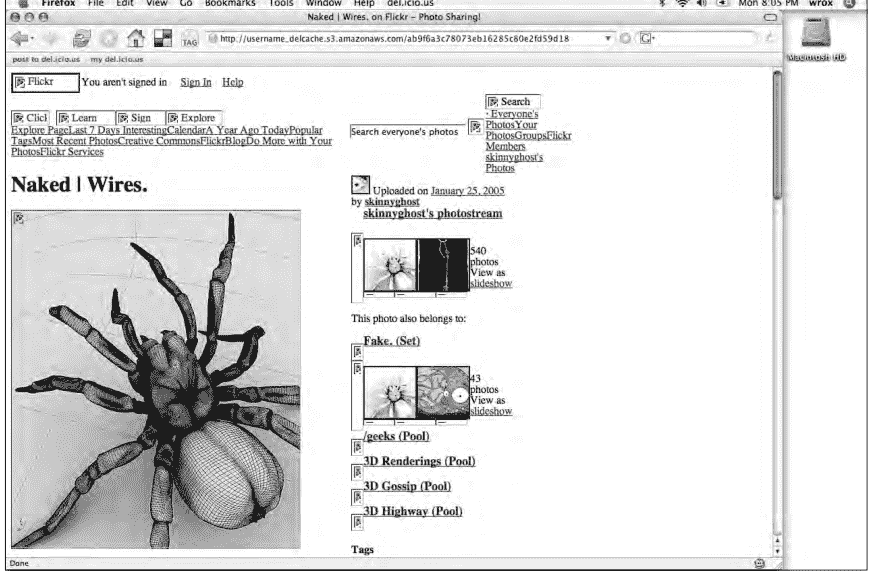 Firefox File Edit View Go Bookmarks Tools Window Help del.icio.us Mon 8:05 PM wrox
Naked | Wires. on Flickr – Photo Sharing!
TAG http://username_delcache.s3.amazonaws.com/ab9f6a3c78073eb16285c60e2fd59d18 G
post to del.icio.us my del.icio.us
Macintosh HD
Flickr You aren't signed in Sign In Help
Clicl Learn Sign Explore
Explore PageLast 7 Days InterestingCalendarA Year Ago TodayPopular
TagsMost Recent PhotosCreative CommonsFlickrBlogDo More with Your
PhotosFlickr Services
Search everyone's photos
Search
· Everyone's
PhotosYour
PhotosGroupsFlickr
Members
skinnyghost's
Photos
Naked | Wires.
Uploaded on January 25, 2005
by skinnyghost
skinnyghost's photostream
540
photos
View as
slideshow
This photo also belongs to:
Fake. (Set)
43
photos
View as
slideshow
/geeks (Pool)
3D Renderings (Pool)
3D Gossip (Pool)
3D Highway (Pool)
Tags
Done